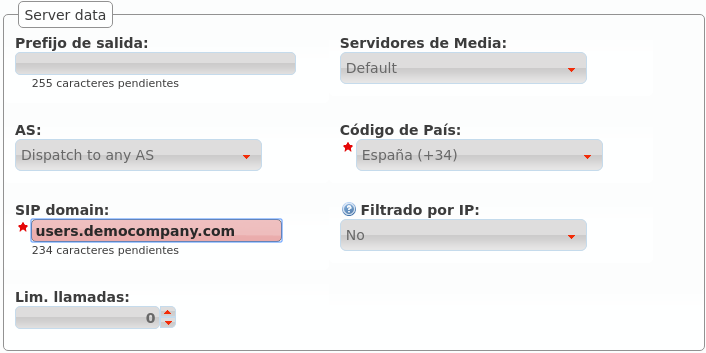 Server data
Prefijo de salida:
255 caracteres pendientes
Servidores de Media:
Default
AS:
Dispatch to any AS
Código de País:
España (+34)
SIP domain:
users.democompany.com
234 caracteres pendientes
Filtrado por IP:
No
Lim. llamadas:
0